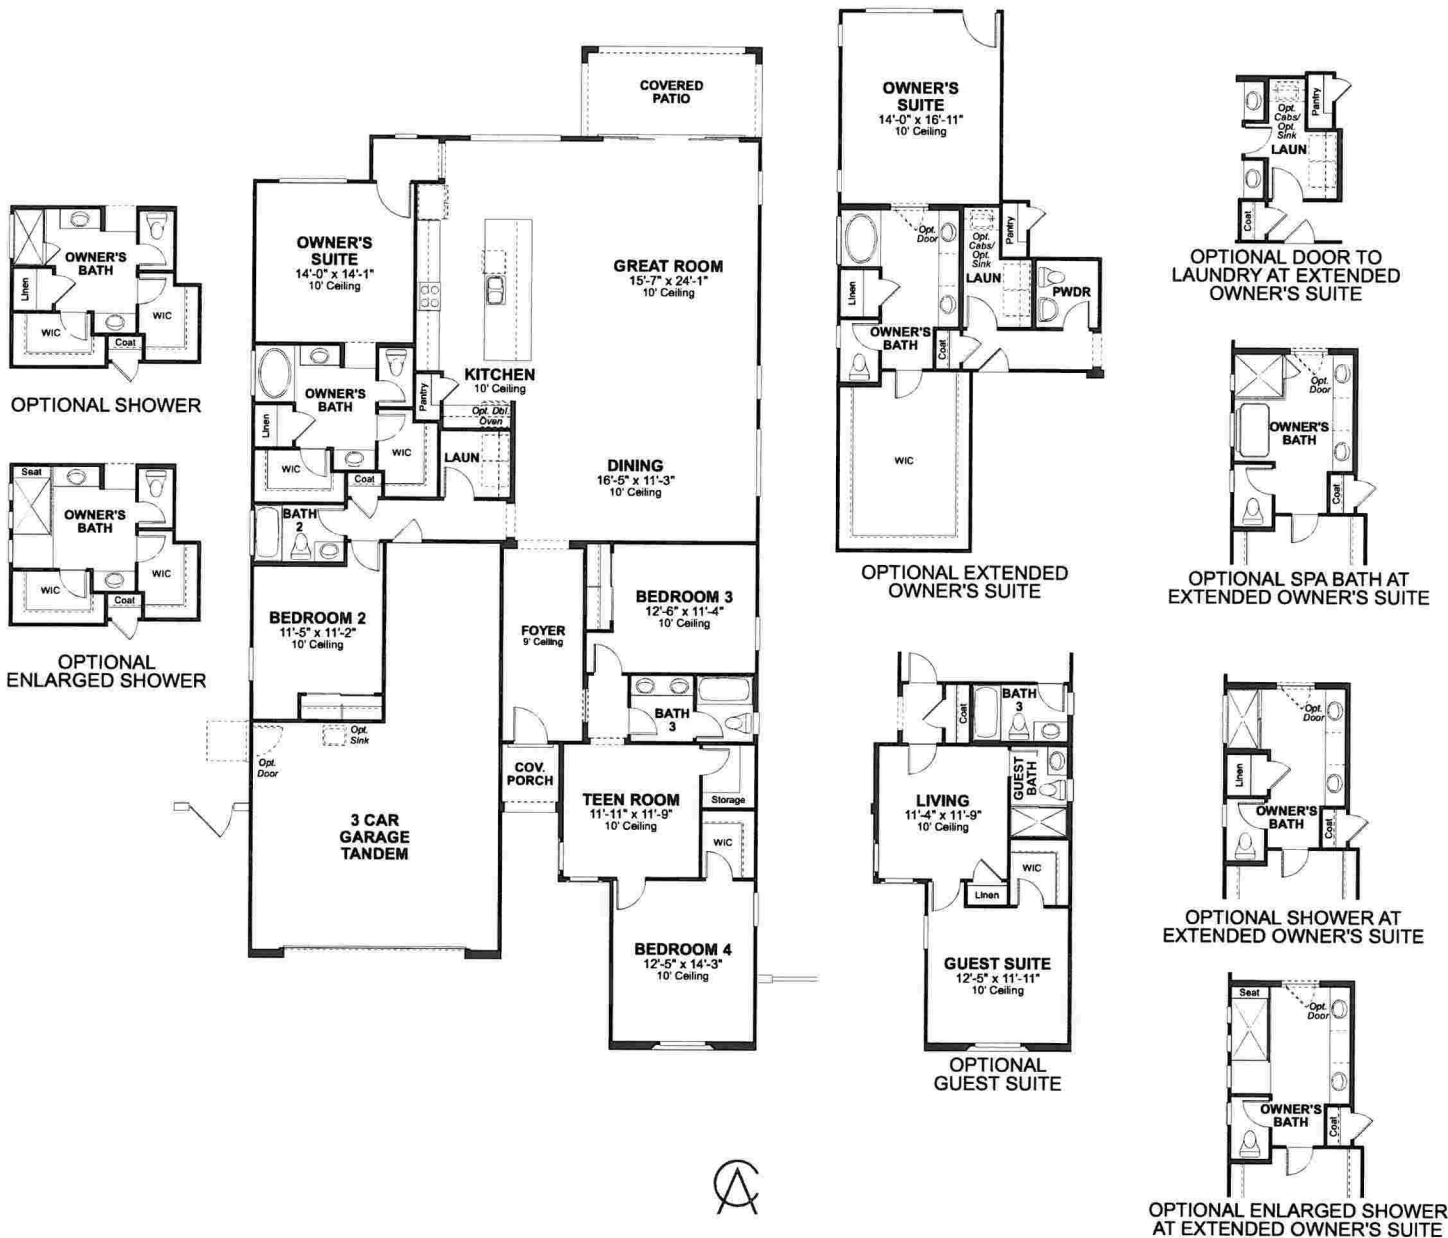 COVERED
PATIO
OWNER'S
SUITE
14'-0" x 14'-1"
10' Ceiling
GREAT ROOM
15'-7" x 24'-1"
10' Ceiling
KITCHEN
10' Ceiling
Pantry
Opt. Dbl.
Oven
OWNER'S
BATH
Linen
WIC
WIC
Coat
LAUN
DINING
16'-5" x 11'-3"
10' Ceiling
BATH
2
BEDROOM 2
11'-5" x 11'-2"
10' Ceiling
FOYER
9' Ceiling
BEDROOM 3
12'-6" x 11'-4"
10' Ceiling
BATH
3
Opt.
Sink
Opt.
Door
COV.
PORCH
TEEN ROOM
11'-11" x 11'-9"
10' Ceiling
Storage
WIC
3 CAR
GARAGE
TANDEM
BEDROOM 4
12'-5" x 14'-3"
10' Ceiling
OWNER'S
BATH
Linen
WIC
WIC
Coat
OPTIONAL SHOWER
Seat
OWNER'S
BATH
WIC
WIC
Coat
OPTIONAL
ENLARGED SHOWER
OWNER'S
SUITE
14'-0" x 16'-11"
10' Ceiling
Opt.
Door
Opt.
Cabs/
Opt.
Sink
Pantry
LAUN
PWDR
Linen
OWNER'S
BATH
Coat
WIC
OPTIONAL EXTENDED
OWNER'S SUITE
Coat
BATH
3
GUEST
BATH
LIVING
11'-4" x 11'-9"
10' Ceiling
WIC
Linen
GUEST SUITE
12'-5" x 11'-11"
10' Ceiling
OPTIONAL
GUEST SUITE
Opt.
Cabs/
Opt.
Sink
Pantry
LAUN
Coat
OPTIONAL DOOR TO
LAUNDRY AT EXTENDED
OWNER'S SUITE
Opt.
Door
OWNER'S
BATH
Coat
OPTIONAL SPA BATH AT
EXTENDED OWNER'S SUITE
Opt.
Door
Linen
OWNER'S
BATH
Coat
OPTIONAL SHOWER AT
EXTENDED OWNER'S SUITE
Seat
Opt.
Door
OWNER'S
BATH
Coat
OPTIONAL ENLARGED SHOWER
AT EXTENDED OWNER'S SUITE